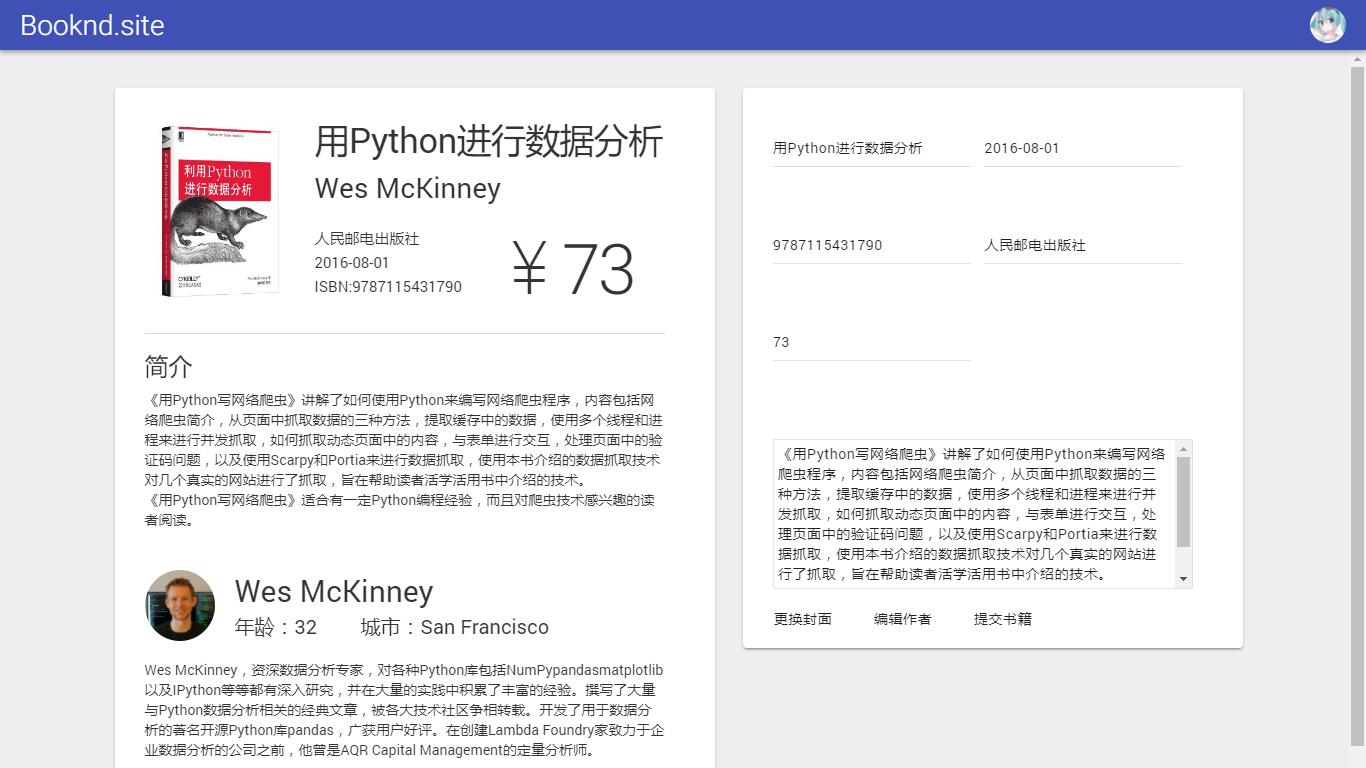 Booknd.site
利用Python
进行数据分析
O'REILLY
用Python进行数据分析
Wes McKinney
人民邮电出版社
2016-08-01
ISBN:9787115431790
¥ 73
简介
《用Python写网络爬虫》讲解了如何使用Python来编写网络爬虫程序，内容包括网
络爬虫简介，从页面中抓取数据的三种方法，提取缓存中的数据，使用多个线程和进
程来进行并发抓取，如何抓取动态页面中的内容，与表单进行交互，处理页面中的验
证码问题，以及使用Scarpy和Portia来进行数据抓取，使用本书介绍的数据抓取技术
对几个真实的网站进行了抓取，旨在帮助读者活学活用书中介绍的技术。
《用Python写网络爬虫》适合有一定Python编程经验，而且对爬虫技术感兴趣的读
者阅读。
Wes McKinney
年龄：32 城市：San Francisco
Wes McKinney，资深数据分析专家，对各种Python库包括NumPypandasmatplotlib
以及IPython等等都有深入研究，并在大量的实践中积累了丰富的经验。撰写了大量
与Python数据分析相关的经典文章，被各大技术社区争相转载。开发了用于数据分
析的著名开源Python库pandas，广获用户好评。在创建Lambda Foundry家致力于企
业数据分析的公司之前，他曾是AQR Capital Management的定量分析师。
用Python进行数据分析 2016-08-01
9787115431790 人民邮电出版社
73
《用Python写网络爬虫》讲解了如何使用Python来编写网络
爬虫程序，内容包括网络爬虫简介，从页面中抓取数据的三
种方法，提取缓存中的数据，使用多个线程和进程来进行并
发抓取，如何抓取动态页面中的内容，与表单进行交互，处
理页面中的验证码问题，以及使用Scarpy和Portia来进行数
据抓取，使用本书介绍的数据抓取技术对几个真实的网站进
行了抓取，旨在帮助读者活学活用书中介绍的技术。
更换封面 编辑作者 提交书籍